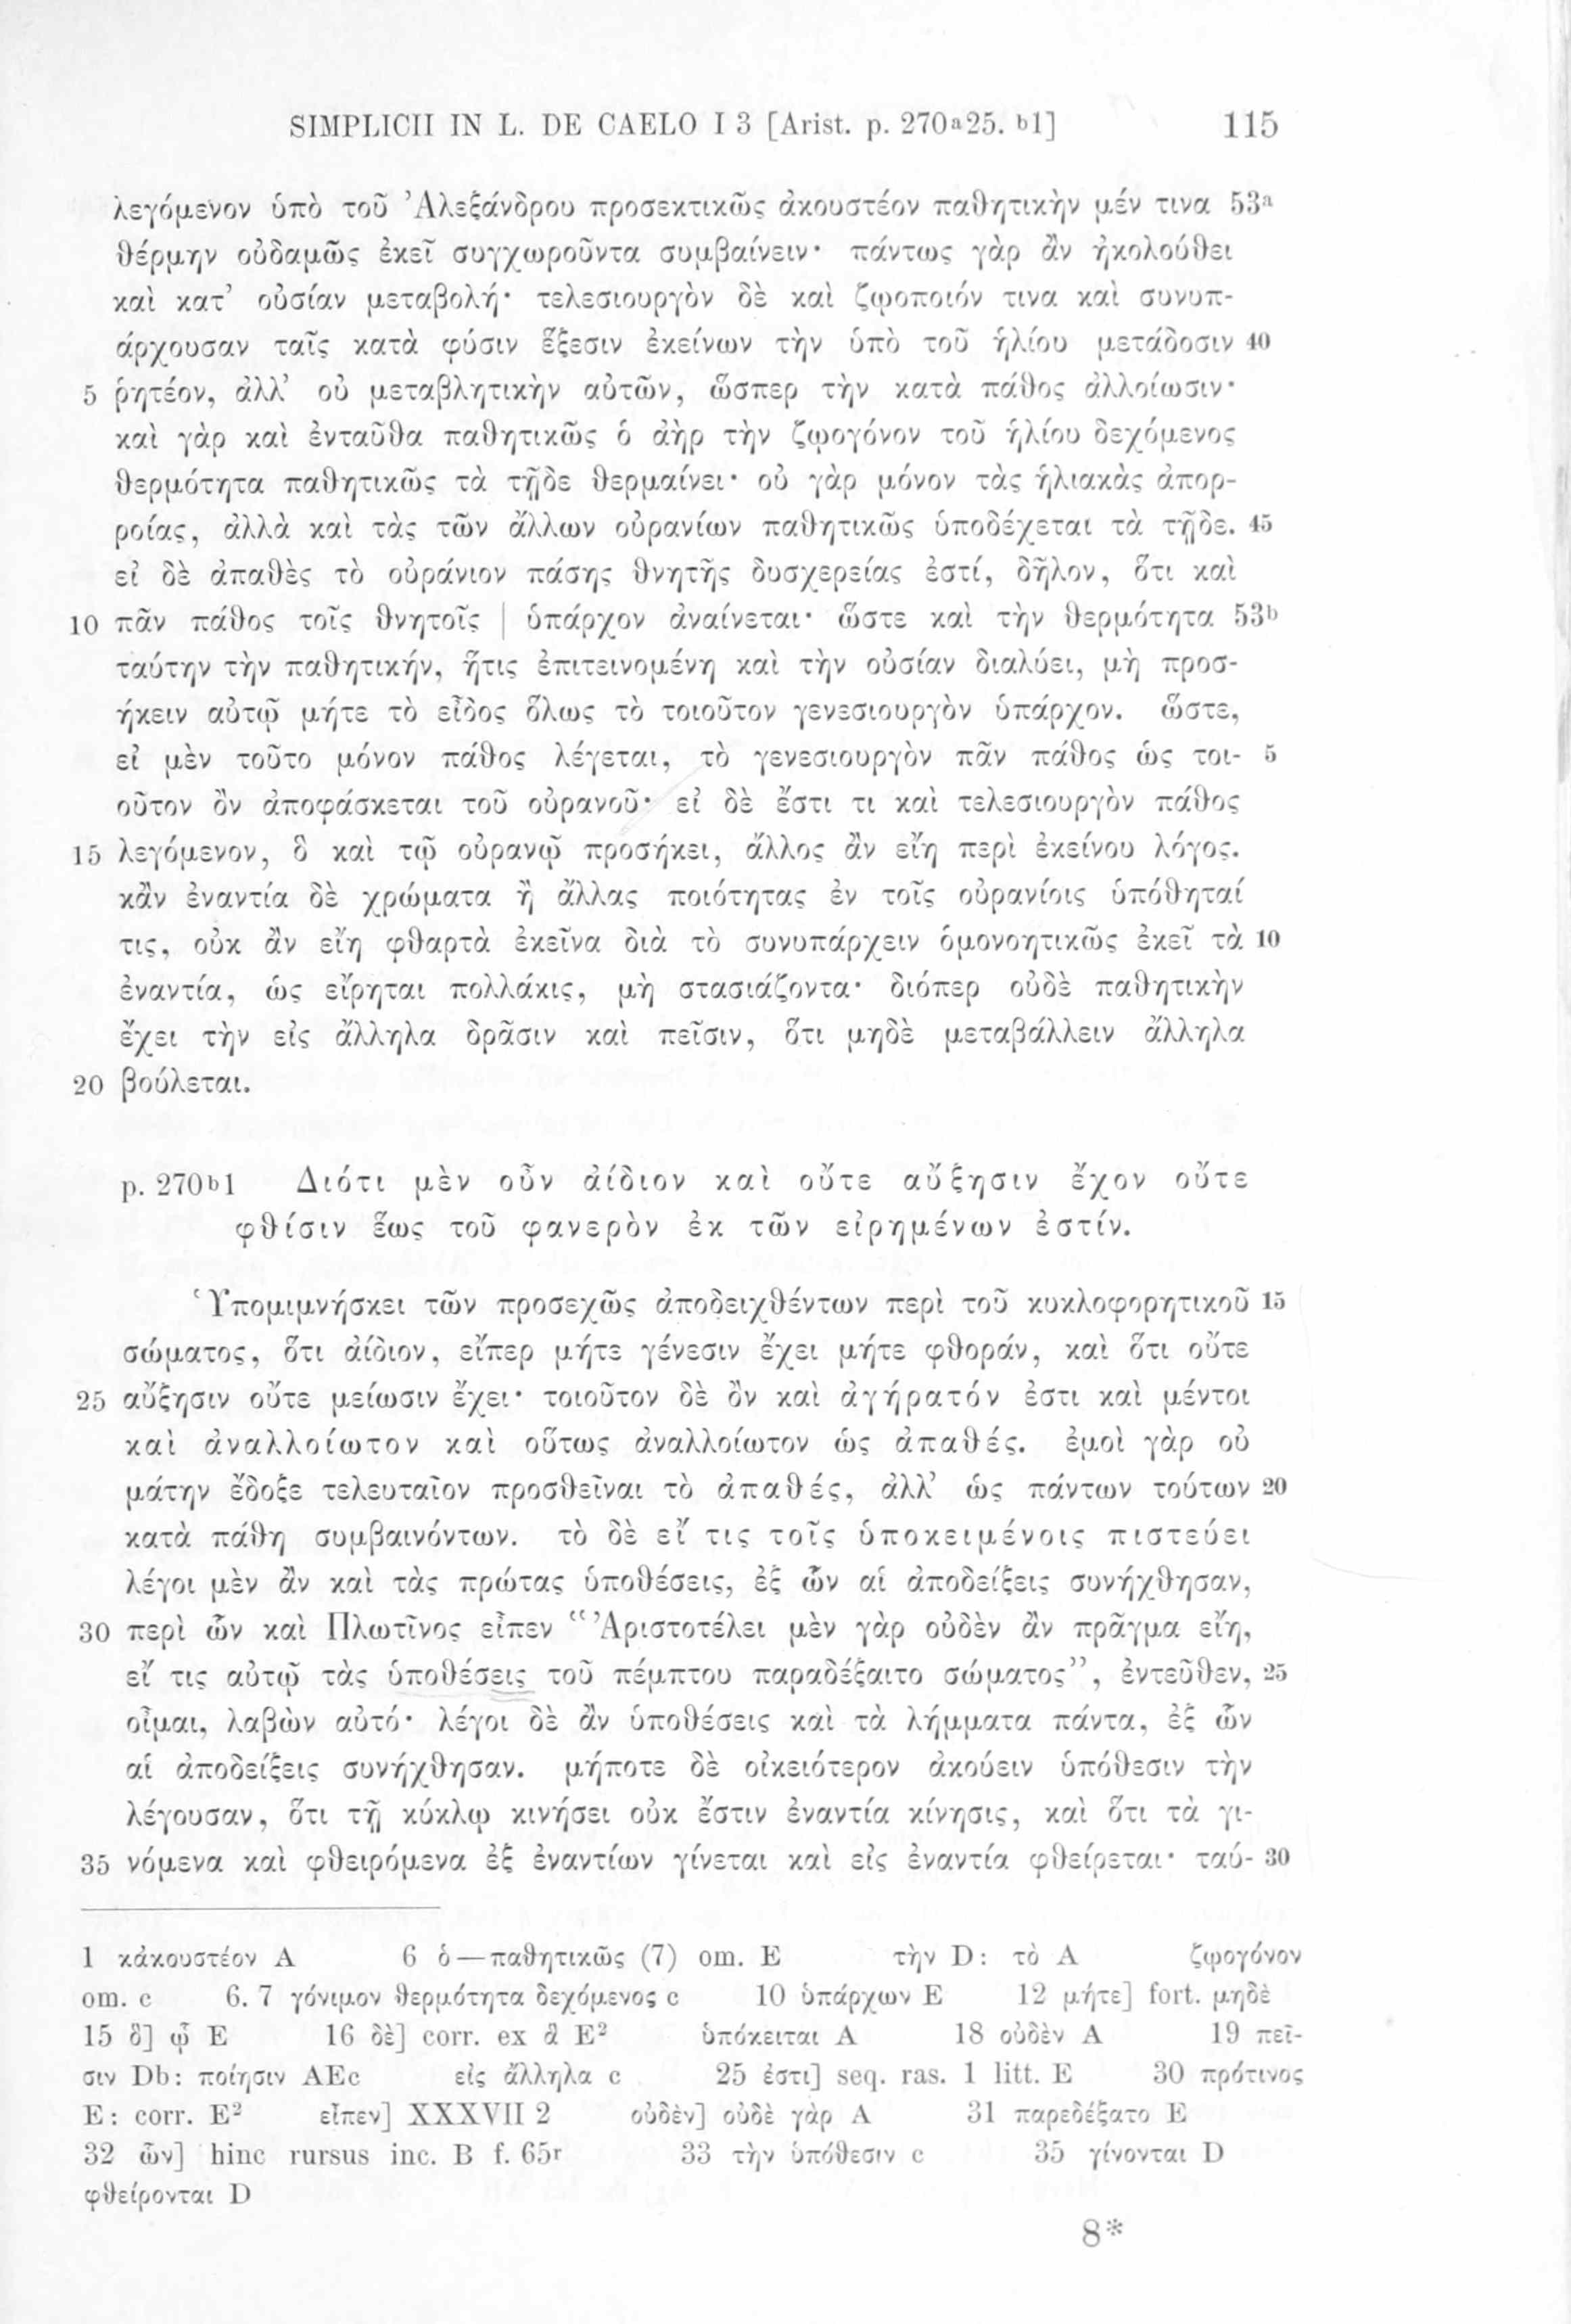 SIMPLICII IN L. DE CAELO I 3 [Arist. p. 270a25. b1] 115
λεγόμενον ὑπὸ τοῦ Ἀλεξάνδρου προσεκτικῶς ἀκουστέον παθητικὴν μέν τινα 53a
θέρμην οὐδαμῶς ἐκεῖ συγχωροῦντα συμβαίνειν· πάντως γὰρ ἂν ἠκολούθει
καὶ κατ’ οὐσίαν μεταβολή· τελεσιουργὸν δὲ καὶ ζῳοποιόν τινα καὶ συνυπ-
άρχουσαν ταῖς κατὰ φύσιν ἕξεσιν ἐκείνων τὴν ὑπὸ τοῦ ἡλίου μετάδοσιν 40
5 ῥητέον, ἀλλ’ οὐ μεταβλητικὴν αὐτῶν, ὥσπερ τὴν κατὰ πάθος ἀλλοίωσιν·
καὶ γὰρ καὶ ἐνταῦθα παθητικῶς ὁ ἀὴρ τὴν ζῳογόνον τοῦ ἡλίου δεχόμενος
θερμότητα παθητικῶς τὰ τῇδε θερμαίνει· οὐ γὰρ μόνον τὰς ἡλιακὰς ἀπορ-
ροίας, ἀλλὰ καὶ τὰς τῶν ἄλλων οὐρανίων παθητικῶς ὑποδέχεται τὰ τῇδε. 45
εἰ δὲ ἀπαθὲς τὸ οὐράνιον πάσης θνητῆς δυσχερείας ἐστί, δῆλον, ὅτι καὶ
10 πᾶν πάθος τοῖς θνητοῖς | ὑπάρχον ἀναίνεται· ὥστε καὶ τὴν θερμότητα 53b
ταύτην τὴν παθητικήν, ἥτις ἐπιτεινομένη καὶ τὴν οὐσίαν διαλύει, μὴ προσ-
ήκειν αὐτῷ μήτε τὸ εἶδος ὅλως τὸ τοιοῦτον γενεσιουργὸν ὑπάρχον. ὥστε,
εἰ μὲν τοῦτο μόνον πάθος λέγεται, τὸ γενεσιουργὸν πᾶν πάθος ὡς τοι- 5
οῦτον ὂν ἀποφάσκεται τοῦ οὐρανοῦ· εἰ δὲ ἔστι τι καὶ τελεσιουργὸν πάθος
15 λεγόμενον, ὃ καὶ τῷ οὐρανῷ προσήκει, ἄλλος ἂν εἴη περὶ ἐκείνου λόγος.
κἂν ἐναντία δὲ χρώματα ἢ ἄλλας ποιότητας ἐν τοῖς οὐρανίοις ὑπόθηταί
τις, οὐκ ἂν εἴη φθαρτὰ ἐκεῖνα διὰ τὸ συνυπάρχειν ὁμονοητικῶς ἐκεῖ τὰ 10
ἐναντία, ὡς εἴρηται πολλάκις, μὴ στασιάζοντα· διόπερ οὐδὲ παθητικὴν
ἔχει τὴν εἰς ἄλληλα δρᾶσιν καὶ πεῖσιν, ὅτι μηδὲ μεταβάλλειν ἄλληλα
20 βούλεται.
p. 270b1 Διότι μὲν οὖν ἀίδιον καὶ οὔτε αὔξησιν ἔχον οὔτε
φθίσιν ἕως τοῦ φανερὸν ἐκ τῶν εἰρημένων ἐστίν.
Ὑπομιμνήσκει τῶν προσεχῶς ἀποδειχθέντων περὶ τοῦ κυκλοφορητικοῦ 15
σώματος, ὅτι ἀίδιον, εἴπερ μήτε γένεσιν ἔχει μήτε φθοράν, καὶ ὅτι οὔτε
25 αὔξησιν οὔτε μείωσιν ἔχει· τοιοῦτον δὲ ὂν καὶ ἀγήρατόν ἐστι καὶ μέντοι
καὶ ἀναλλοίωτον καὶ οὕτως ἀναλλοίωτον ὡς ἀπαθές. ἐμοὶ γὰρ οὐ
μάτην ἔδοξε τελευταῖον προσθεῖναι τὸ ἀπαθές, ἀλλ’ ὡς πάντων τούτων 20
κατὰ πάθη συμβαινόντων. τὸ δὲ εἴ τις τοῖς ὑποκειμένοις πιστεύει
λέγοι μὲν ἂν καὶ τὰς πρώτας ὑποθέσεις, ἐξ ὧν αἱ ἀποδείξεις συνήχθησαν,
30 περὶ ὧν καὶ Πλωτῖνος εἶπεν “Ἀριστοτέλει μὲν γὰρ οὐδὲν ἂν πρᾶγμα εἴη,
εἴ τις αὐτῷ τὰς ὑποθέσεις τοῦ πέμπτου παραδέξαιτο σώματος”, ἐντεῦθεν, 25
οἶμαι, λαβὼν αὐτό· λέγοι δὲ ἂν ὑποθέσεις καὶ τὰ λήμματα πάντα, ἐξ ὧν
αἱ ἀποδείξεις συνήχθησαν. μήποτε δὲ οἰκειότερον ἀκούειν ὑπόθεσιν τὴν
λέγουσαν, ὅτι τῇ κύκλῳ κινήσει οὐκ ἔστιν ἐναντία κίνησις, καὶ ὅτι τὰ γι-
35 νόμενα καὶ φθειρόμενα ἐξ ἐναντίων γίνεται καὶ εἰς ἐναντία φθείρεται· ταύ- 30
1 κἀκουστέον A 6 ὁ—παθητικῶς (7) om. E τὴν D: τὸ A ζῳογόνον
om. c 6. 7 γόνιμον θερμότητα δεχόμενος c 10 ὑπάρχων E 12 μήτε] fort. μηδὲ
15 ὃ] ᾧ E 16 δὲ] corr. ex ἃ E² ὑπόκειται A 18 οὐδὲν A 19 πεῖ-
σιν Db: ποίησιν AEc εἰς ἄλληλα c 25 ἐστι] seq. ras. 1 litt. E 30 πρότινος
E: corr. E² εἶπεν] XXXVII 2 οὐδὲν] οὐδὲ γὰρ A 31 παρεδέξατο E
32 ὧν] hinc rursus inc. B f. 65r 33 τὴν ὑπόθεσιν c 35 γίνονται D
φθείρονται D
8*